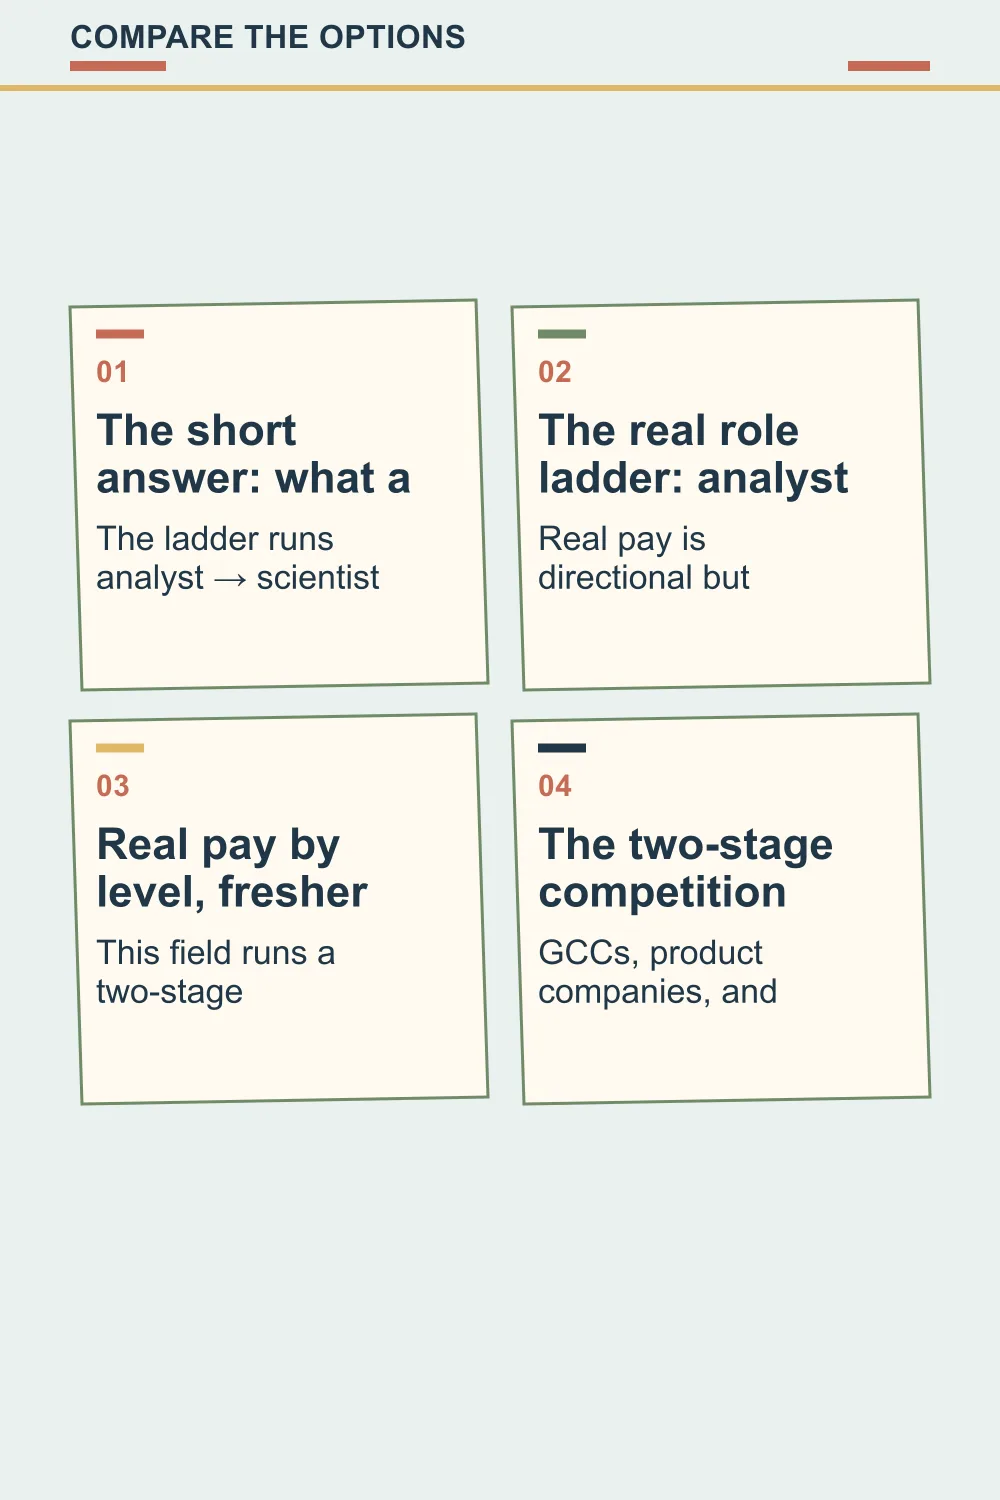 COMPARE THE OPTIONS
01
The short
answer: what a
The ladder runs
analyst → scientist
02
The real role
ladder: analyst
Real pay is
directional but
03
Real pay by
level, fresher
This field runs a
two-stage
04
The two-stage
competition
GCCs, product
companies, and